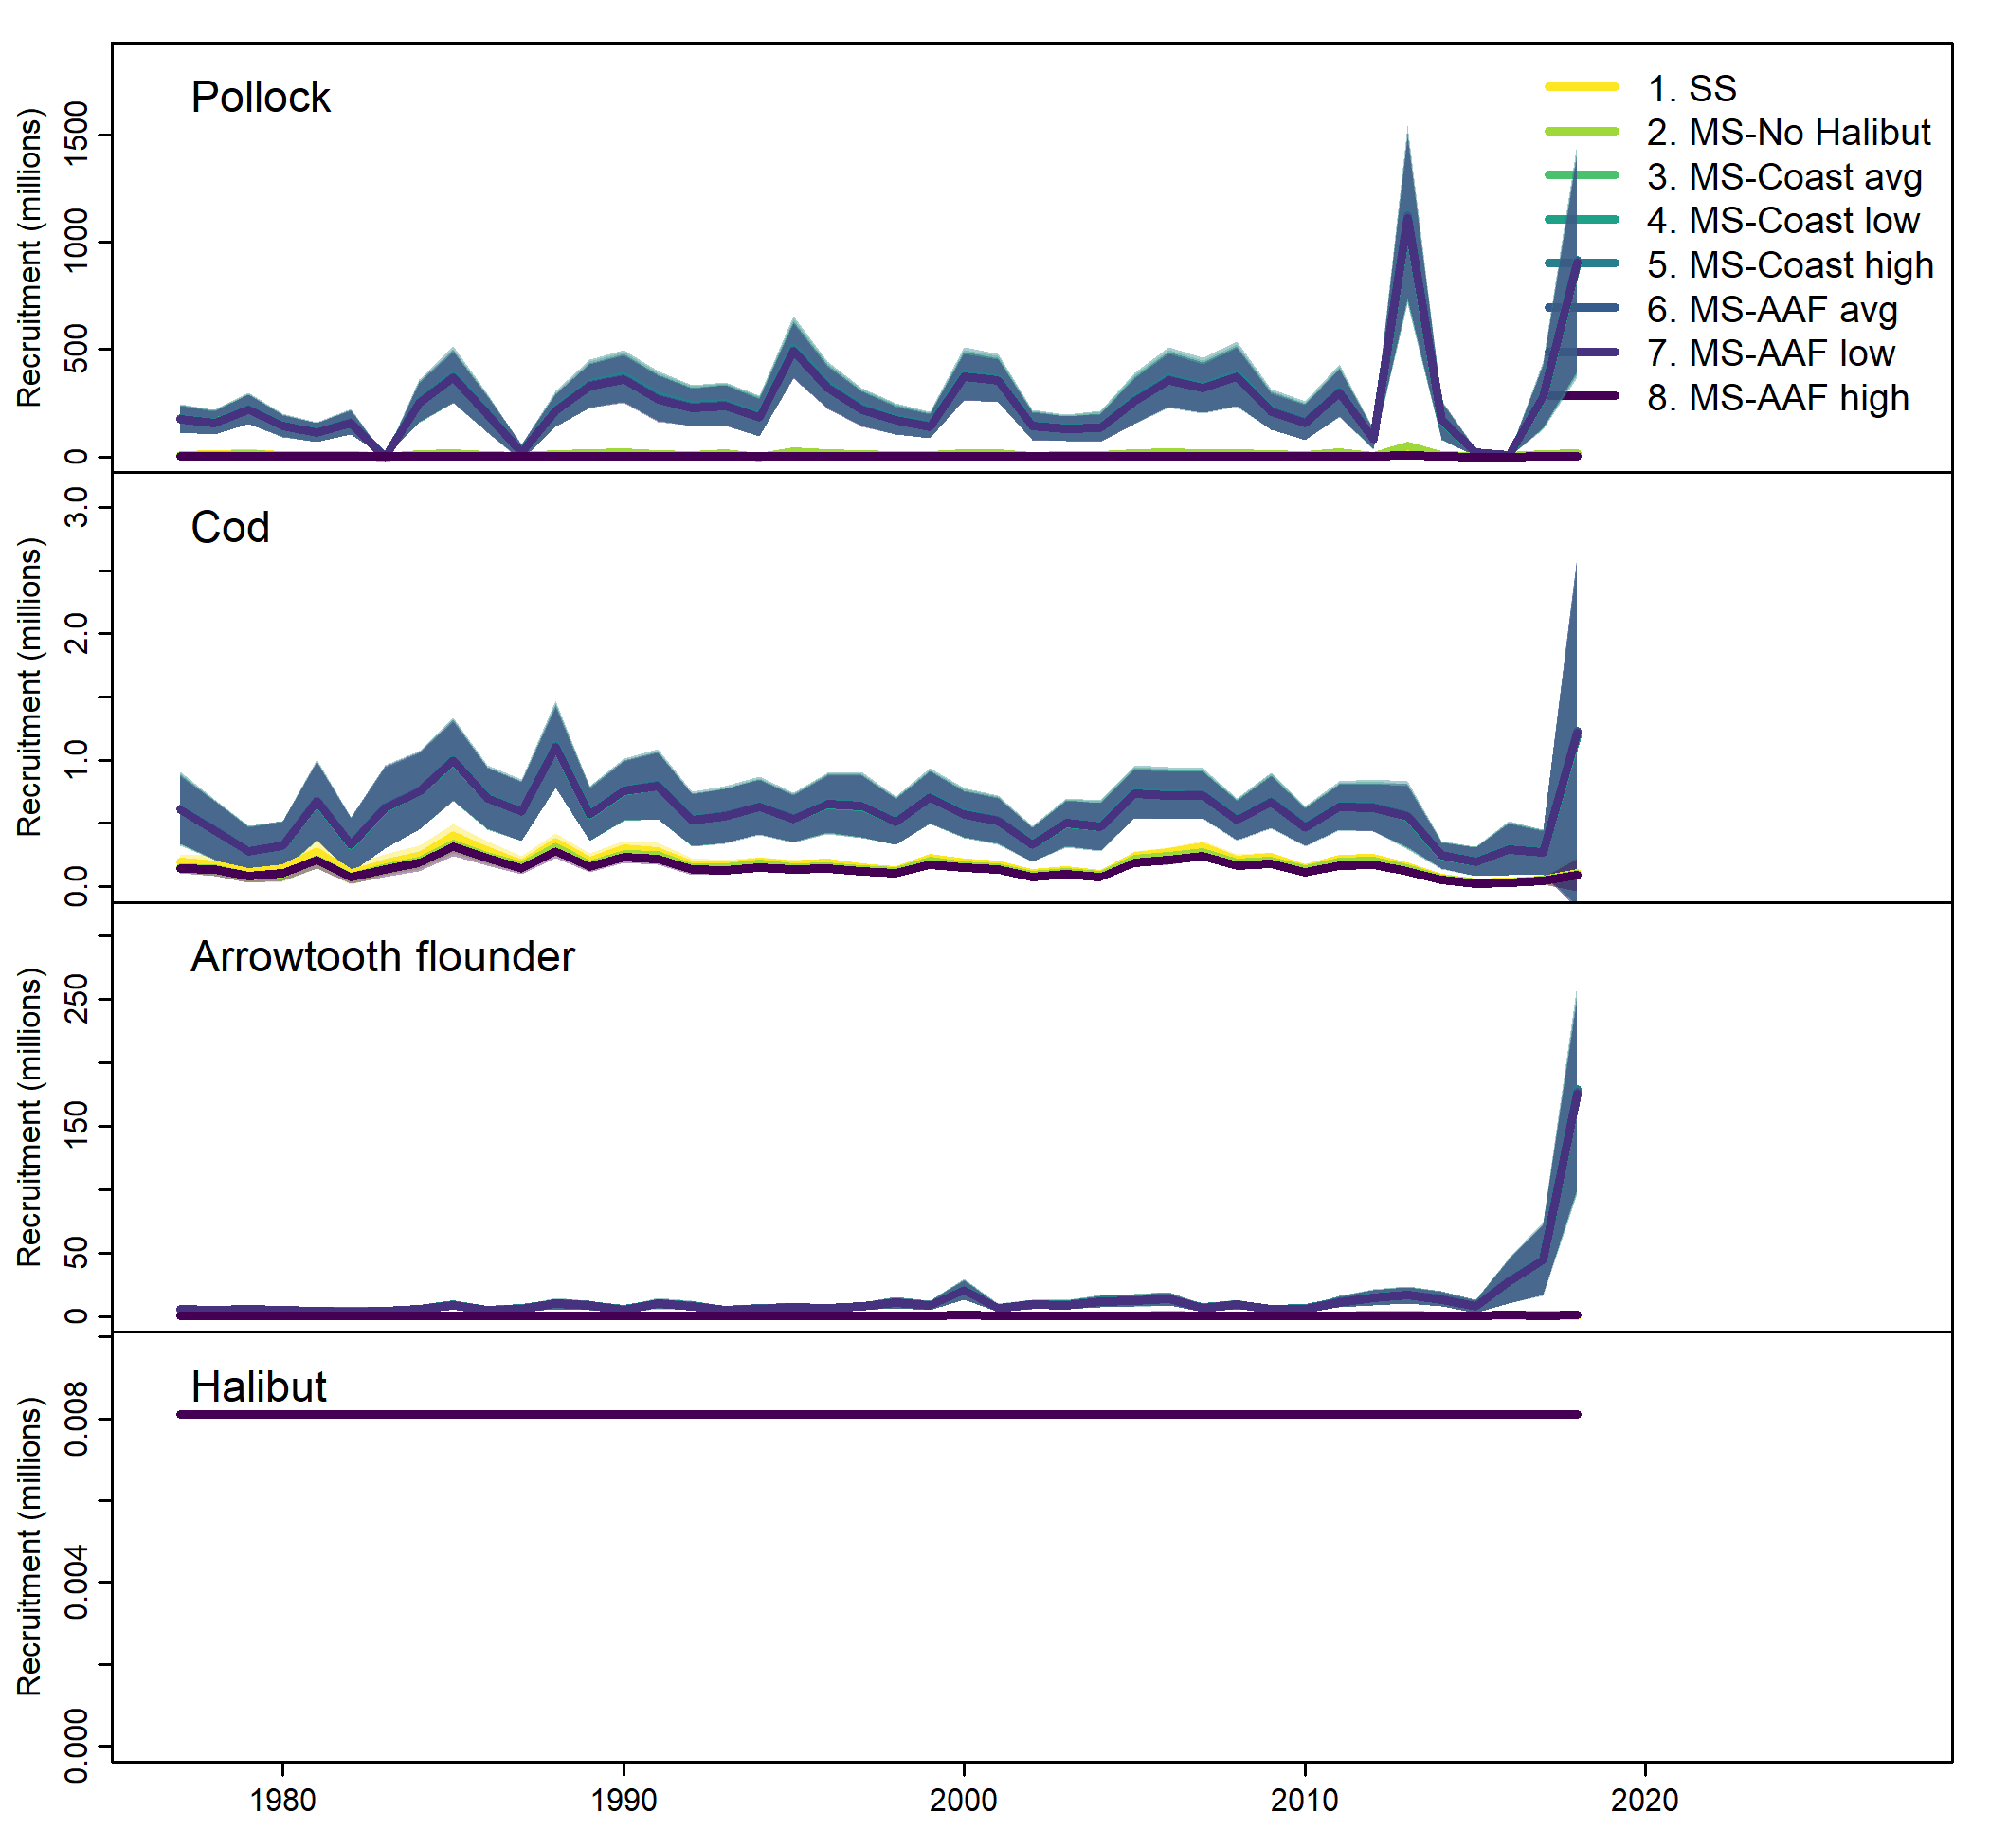 Pollock
Recruitment (millions)
0 500 1000 1500
1. SS
2. MS-No Halibut
3. MS-Coast avg
4. MS-Coast low
5. MS-Coast high
6. MS-AAF avg
7. MS-AAF low
8. MS-AAF high
Cod
Recruitment (millions)
0.0 1.0 2.0 3.0
Arrowtooth flounder
Recruitment (millions)
0 50 150 250
Halibut
Recruitment (millions)
0.000 0.004 0.008
1980 1990 2000 2010 2020